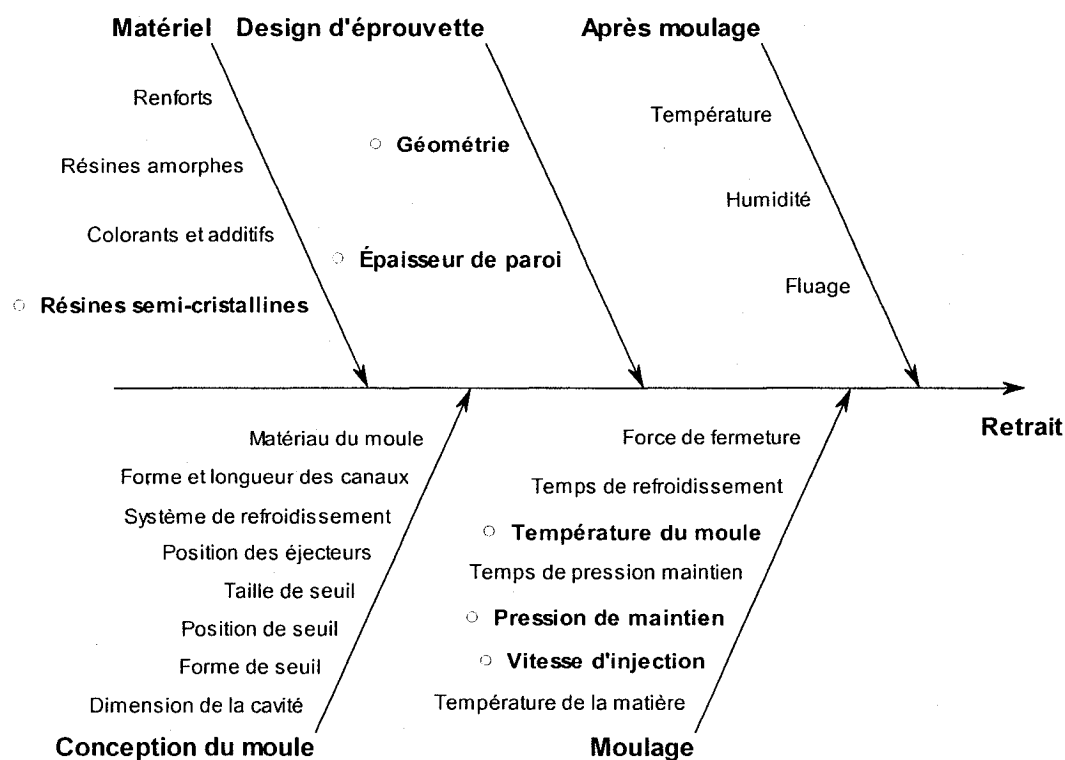 Matériel
Design d'éprouvette
Après moulage
Renforts
Résines amorphes
Colorants et additifs
Résines semi-cristallines
Géométrie
Épaisseur de paroi
Température
Humidité
Fluage
Retrait
Matériau du moule
Forme et longueur des canaux
Système de refroidissement
Position des éjecteurs
Taille de seuil
Position de seuil
Forme de seuil
Dimension de la cavité
Conception du moule
Force de fermeture
Temps de refroidissement
Température du moule
Temps de pression maintien
Pression de maintien
Vitesse d'injection
Température de la matière
Moulage